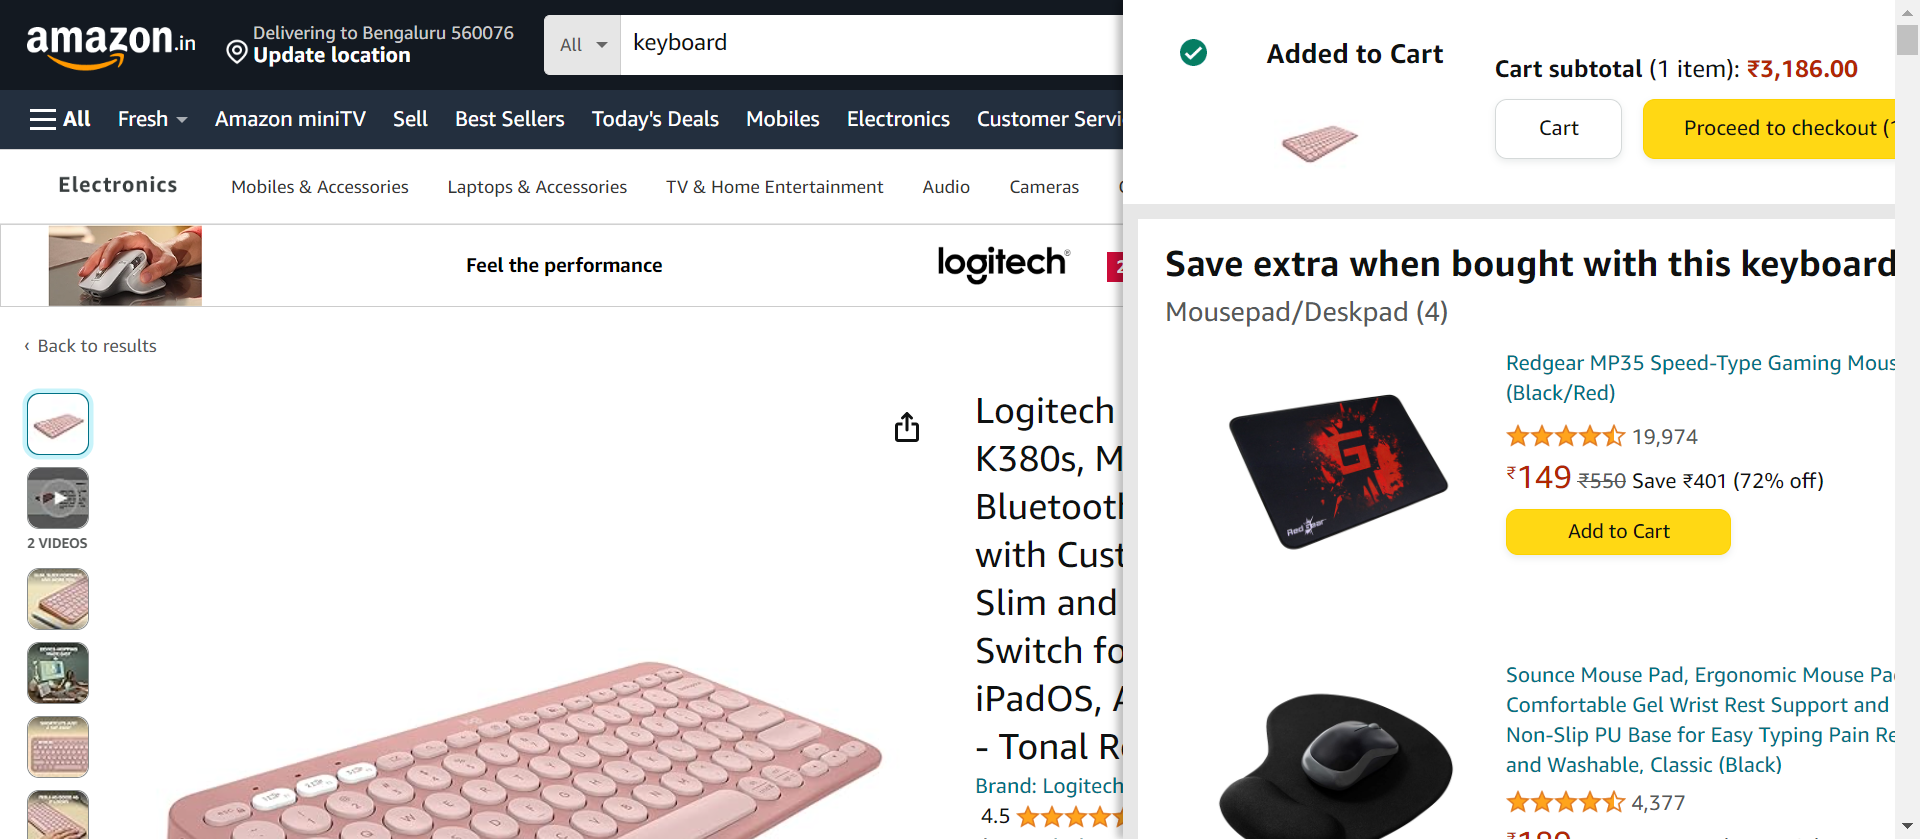 amazon.in
Delivering to Bengaluru 560076
Update location
All
keyboard
All
Fresh
Amazon miniTV
Sell
Best Sellers
Today's Deals
Mobiles
Electronics
Customer Servi
Electronics
Mobiles & Accessories
Laptops & Accessories
TV & Home Entertainment
Audio
Cameras
Feel the performance
logitech®
2
‹ Back to results
2 VIDEOS
Logitech
K380s, M
Bluetooth
with Cust
Slim and
Switch fo
iPadOS, A
- Tonal R
Brand: Logitech
4.5
Added to Cart
Cart subtotal (1 item): ₹3,186.00
Cart
Proceed to checkout (1
Save extra when bought with this keyboard
Mousepad/Deskpad (4)
Redgear MP35 Speed-Type Gaming Mous
(Black/Red)
19,974
₹149 ₹550 Save ₹401 (72% off)
Add to Cart
Redgear
Sounce Mouse Pad, Ergonomic Mouse Pa
Comfortable Gel Wrist Rest Support and
Non-Slip PU Base for Easy Typing Pain Re
and Washable, Classic (Black)
4,377
₹189